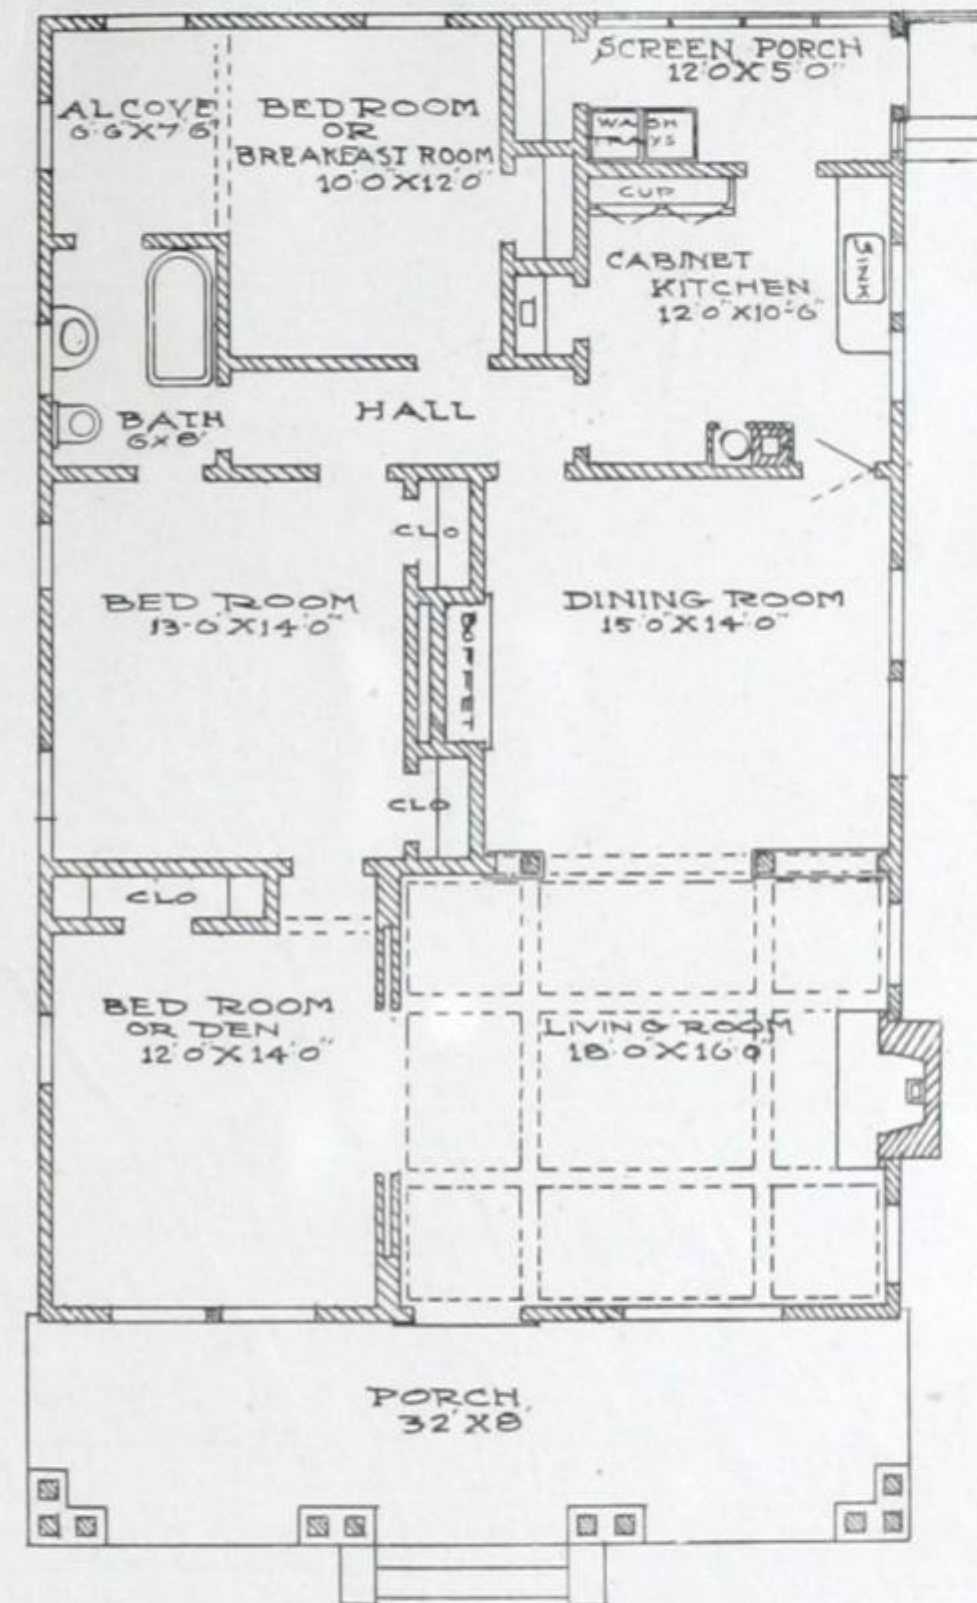 SCREEN PORCH
12'0"X5'0"
ALCOVE
6'6"X7'6"
BEDROOM
OR
BREAKFAST ROOM
10'0"X12'0"
WASH
TRAYS
CUP
SINK
CABINET
KITCHEN
12'0"X10'-6"
BATH
6'X8'
HALL
CLO
BED ROOM
13'-0"X14'0"
DINING ROOM
15'0"X14'0"
BUFFET
CLO
CLO
BED ROOM
OR DEN
12'0"X14'0"
LIVING ROOM
18'0"X16'0"
PORCH
32'X8'